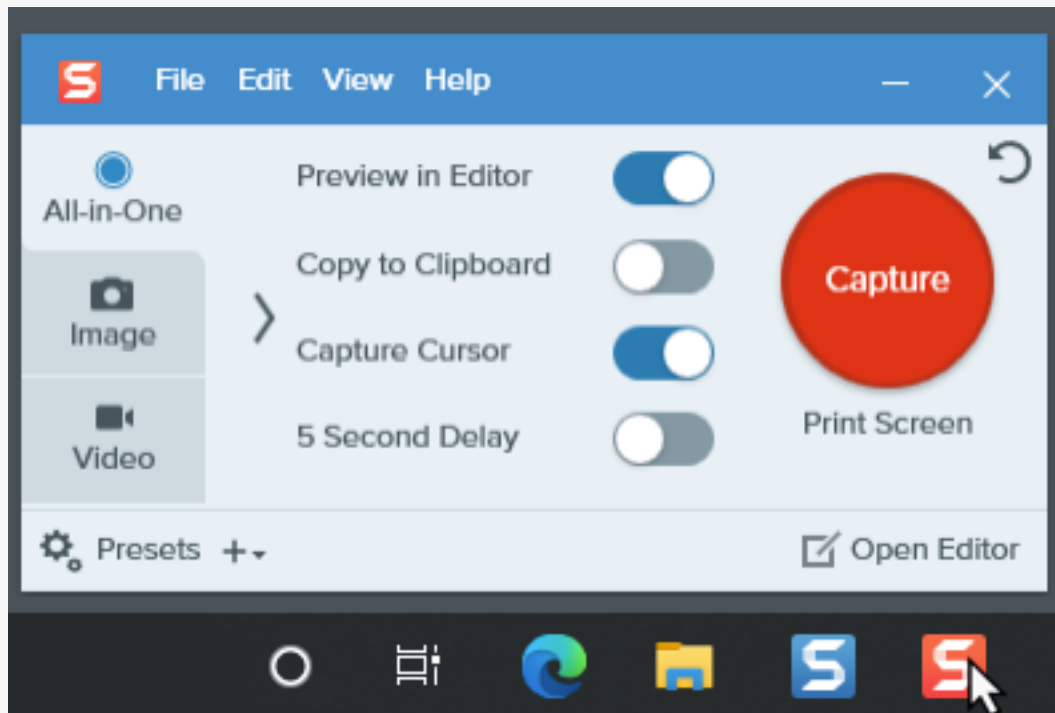 File Edit View Help
All-in-One
Image
Video
Preview in Editor
Copy to Clipboard
Capture Cursor
5 Second Delay
Capture
Print Screen
Presets
Open Editor